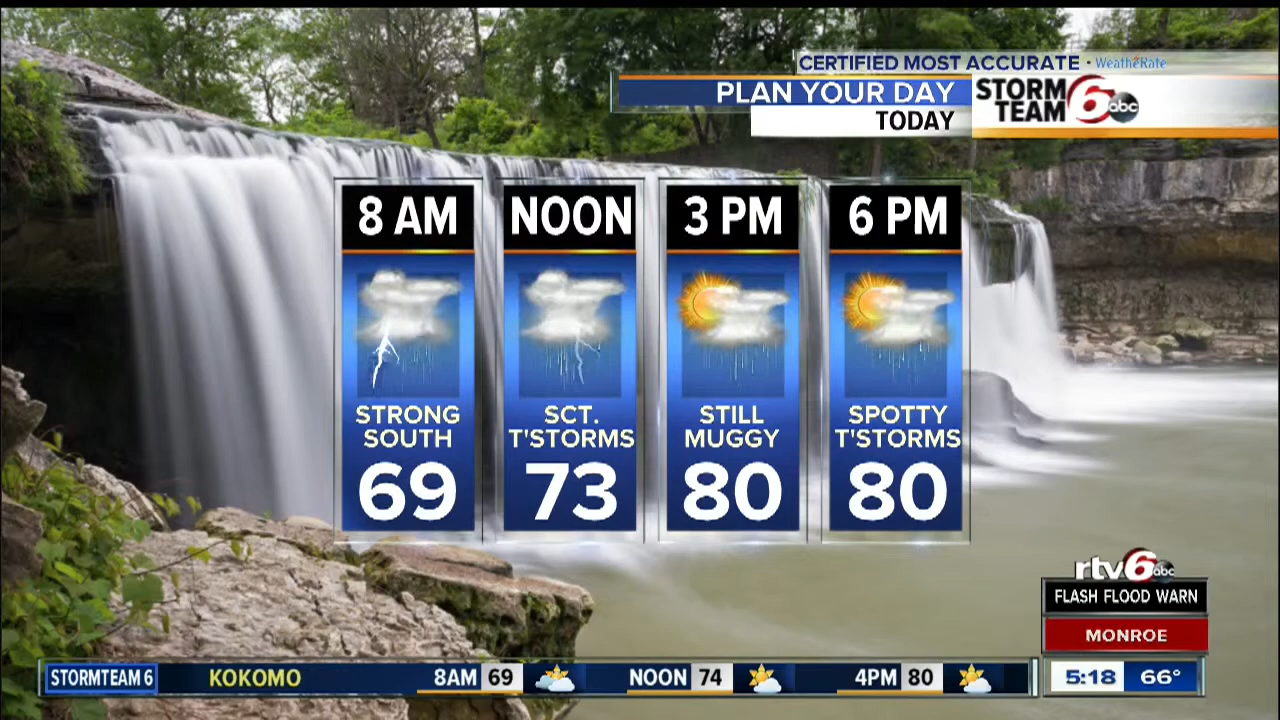 CERTIFIED MOST ACCURATE • WeatheRate
PLAN YOUR DAY
TODAY
STORM
TEAM 6 abc
8 AM
STRONG
SOUTH
69
NOON
SCT.
T'STORMS
73
3 PM
STILL
MUGGY
80
6 PM
SPOTTY
T'STORMS
80
rtv6 abc
FLASH FLOOD WARN
MONROE
STORMTEAM 6 KOKOMO 8AM 69 NOON 74 4PM 80
5:18 66°